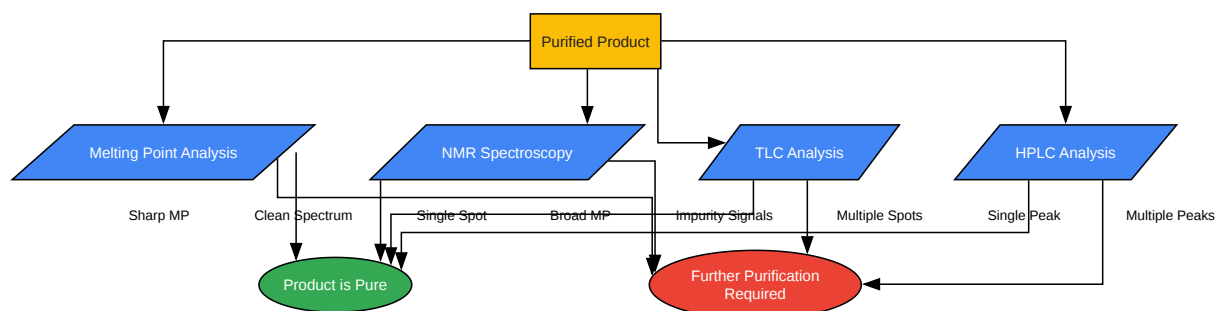 Purified Product
Melting Point Analysis
NMR Spectroscopy
TLC Analysis
HPLC Analysis
Sharp MP
Clean Spectrum
Single Spot
Broad MP
Impurity Signals
Multiple Spots
Single Peak
Multiple Peaks
Product is Pure
Further Purification
Required